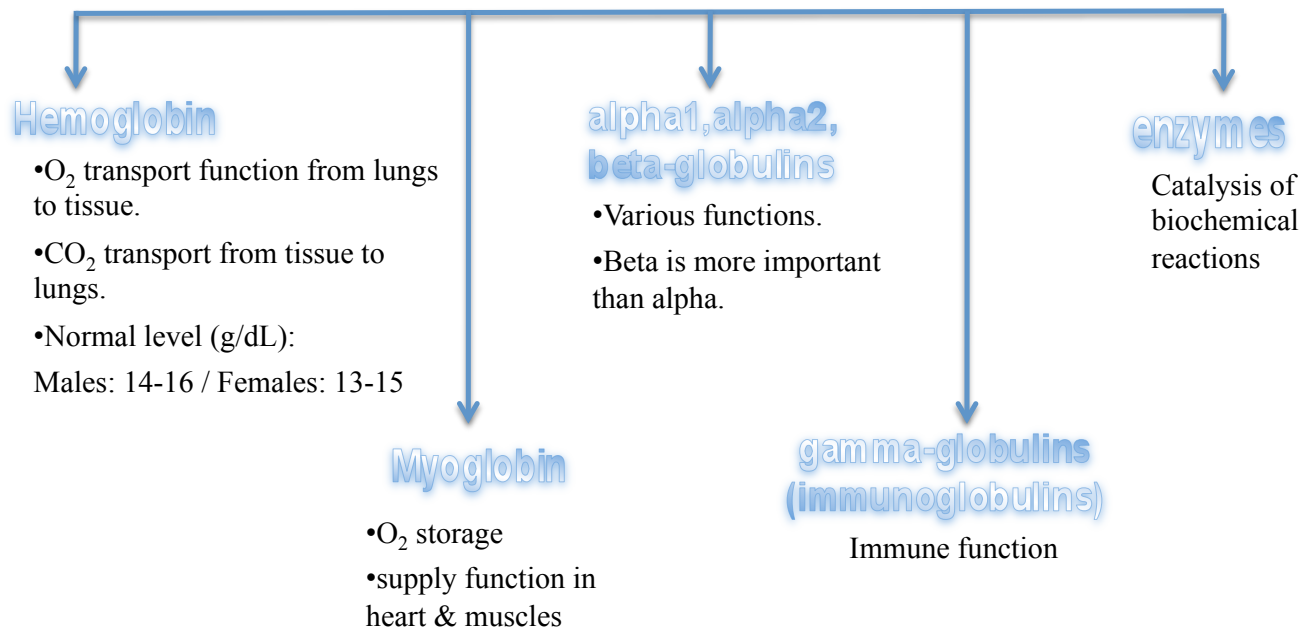 Hemoglobin
•O₂ transport function from lungs
to tissue.
•CO₂ transport from tissue to
lungs.
•Normal level (g/dL):
Males: 14-16 / Females: 13-15
Myoglobin
•O₂ storage
•supply function in
heart & muscles
alpha1,alpha2,
beta-globulins
•Various functions.
•Beta is more important
than alpha.
gamma-globulins
(immunoglobulins)
Immune function
enzymes
Catalysis of
biochemical
reactions